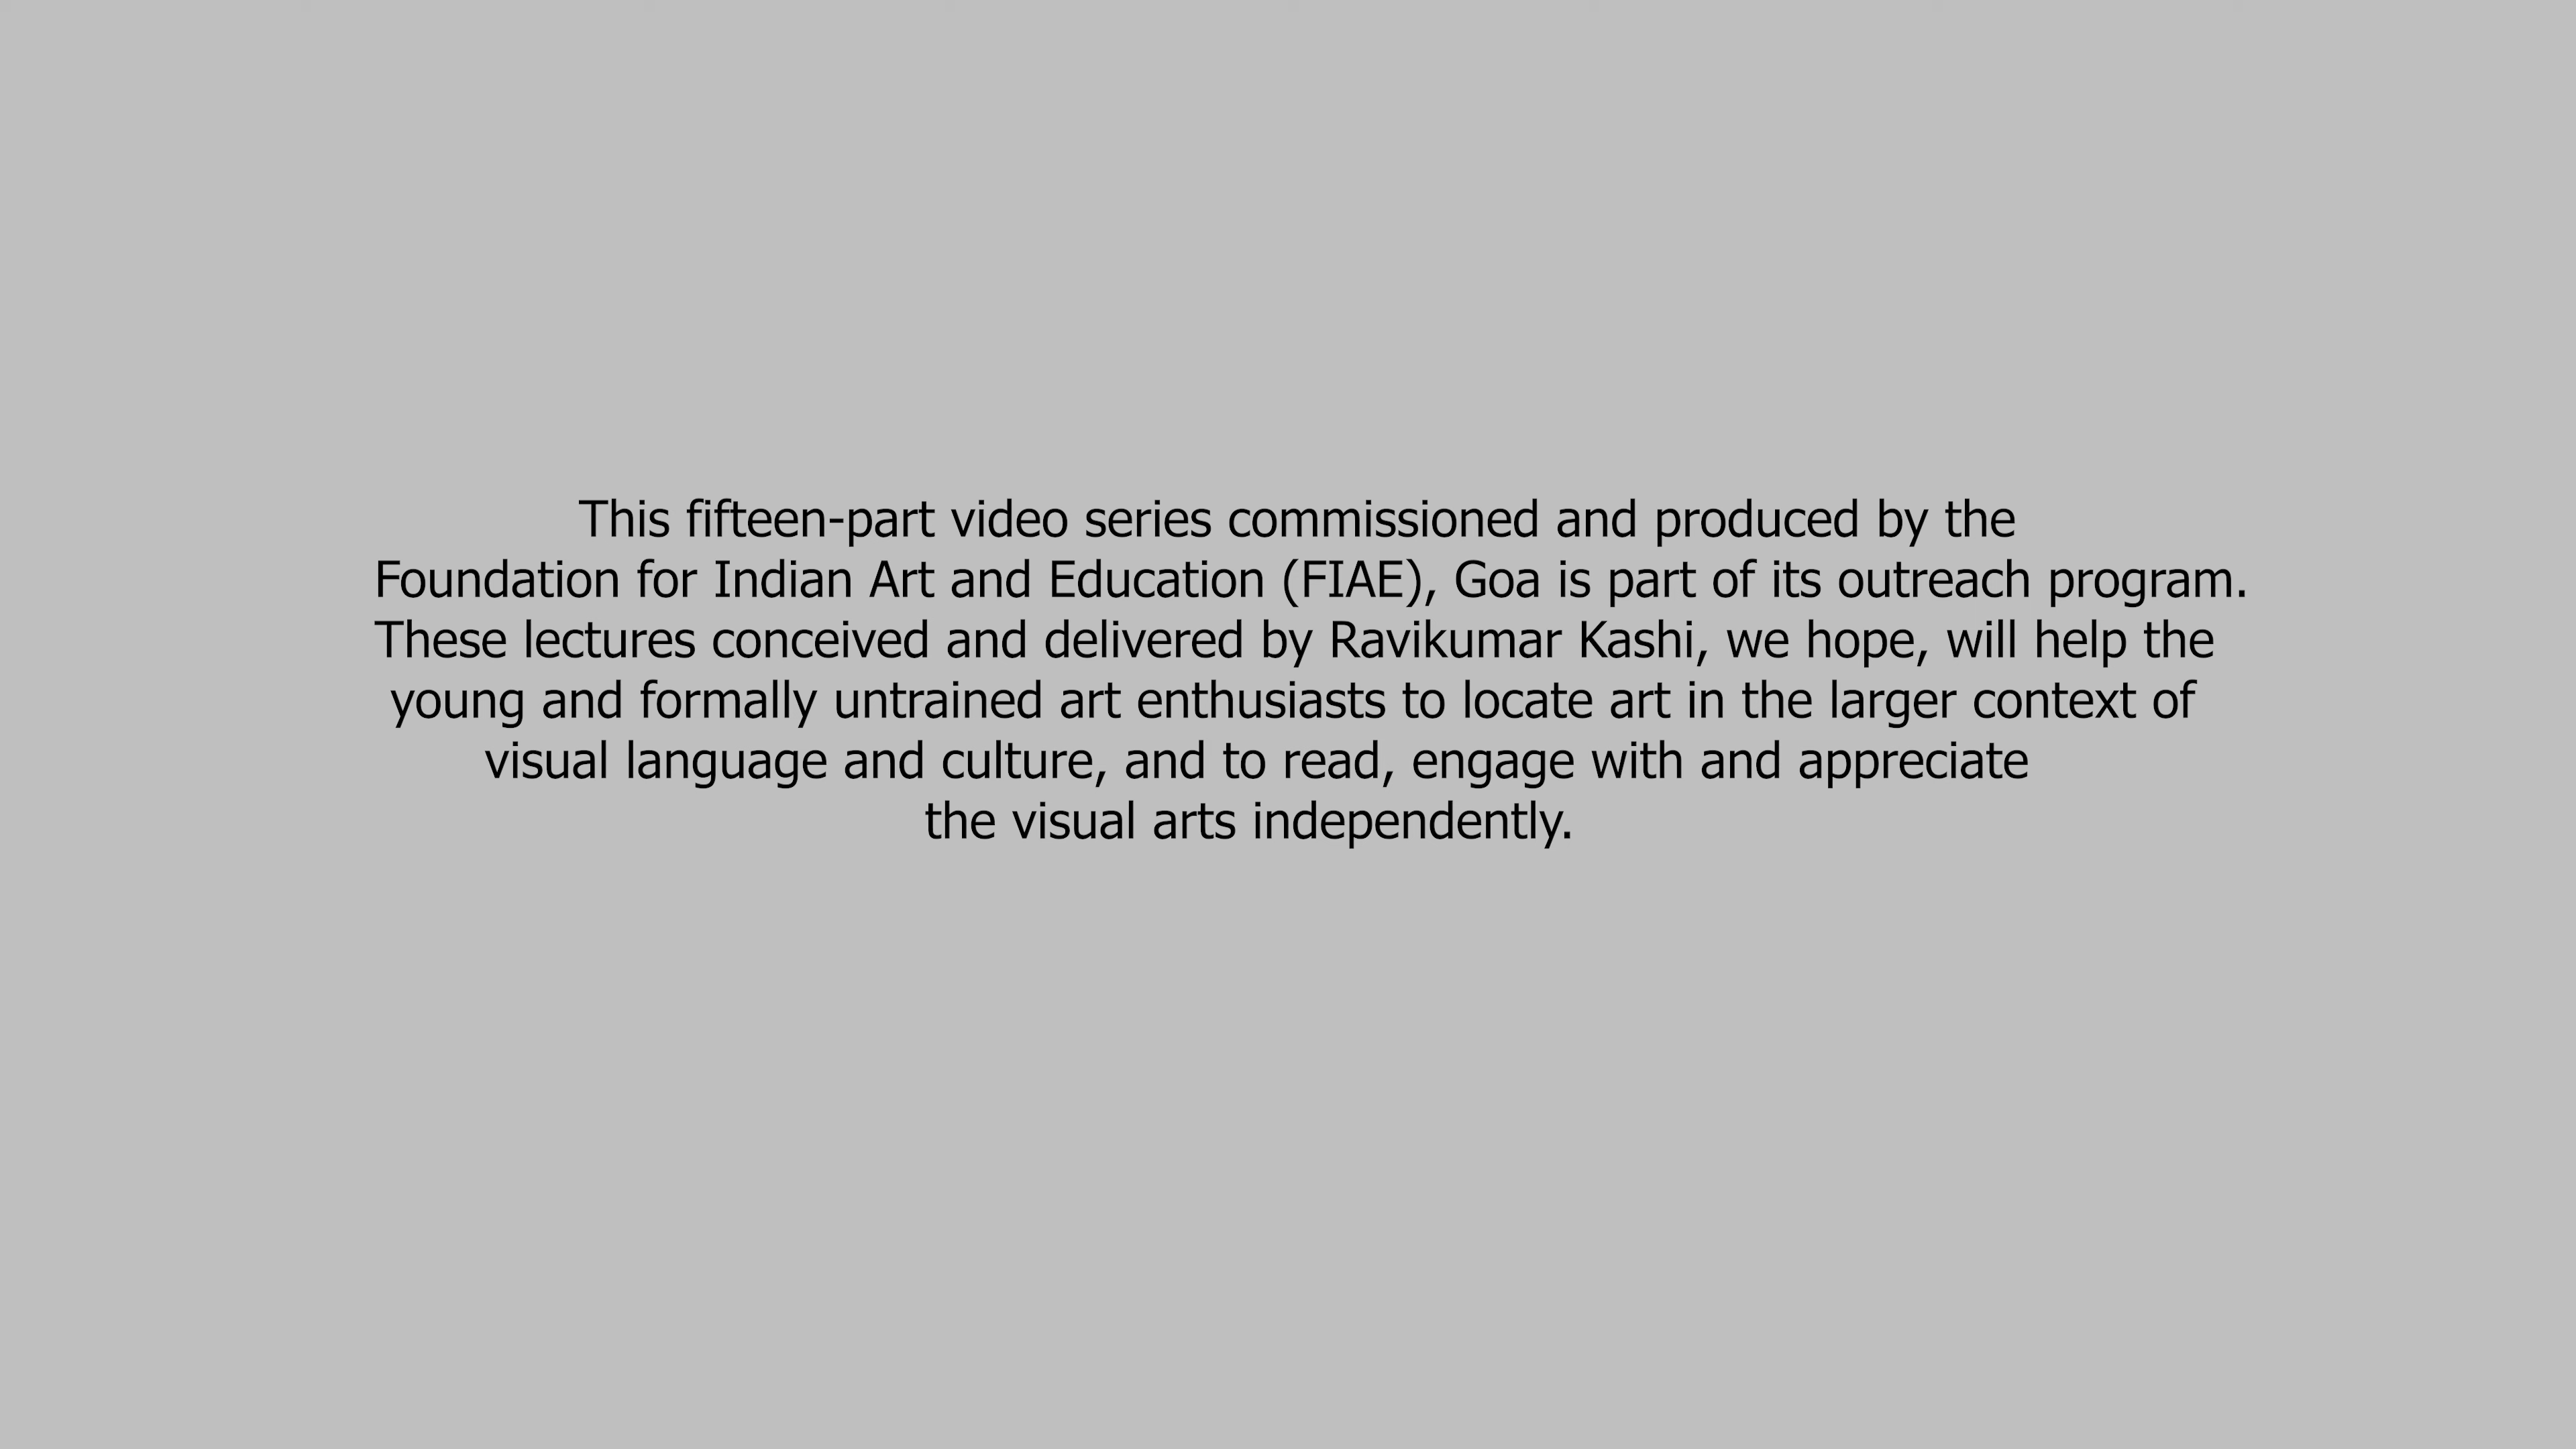 This fifteen-part video series commissioned and produced by the
Foundation for Indian Art and Education (FIAE), Goa is part of its outreach program.
These lectures conceived and delivered by Ravikumar Kashi, we hope, will help the
young and formally untrained art enthusiasts to locate art in the larger context of
visual language and culture, and to read, engage with and appreciate
the visual arts independently.